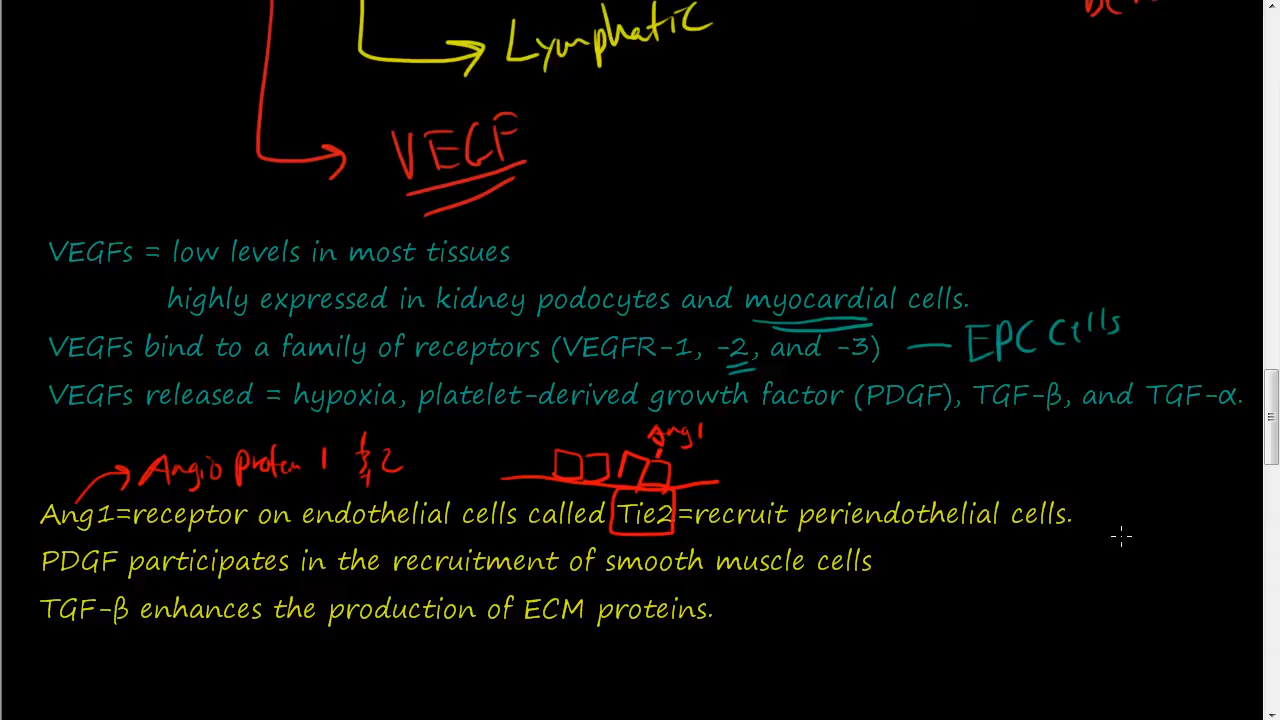 Lymphatic
VEGF
VEGFs = low levels in most tissues
highly expressed in kidney podocytes and myocardial cells.
VEGFs bind to a family of receptors (VEGFR-1, -2, and -3) — EPC Cells
VEGFs released = hypoxia, platelet-derived growth factor (PDGF), TGF-β, and TGF-α.
Ang1
Angio protein 1 & 2
Ang1=receptor on endothelial cells called Tie2=recruit periendothelial cells.
PDGF participates in the recruitment of smooth muscle cells
TGF-β enhances the production of ECM proteins.